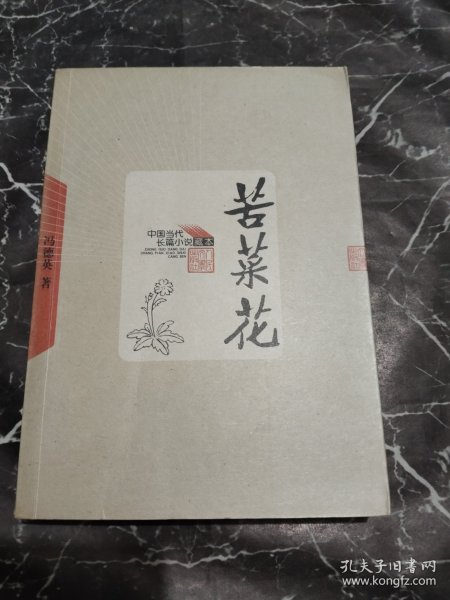 苦菜花
中国当代
长篇小说藏本
ZHONG GUO DANG DAI
CHANG PIAN XIAO SHUO
CANG BEN
冯德英 著
孔夫子旧书网
www.kongfz.com